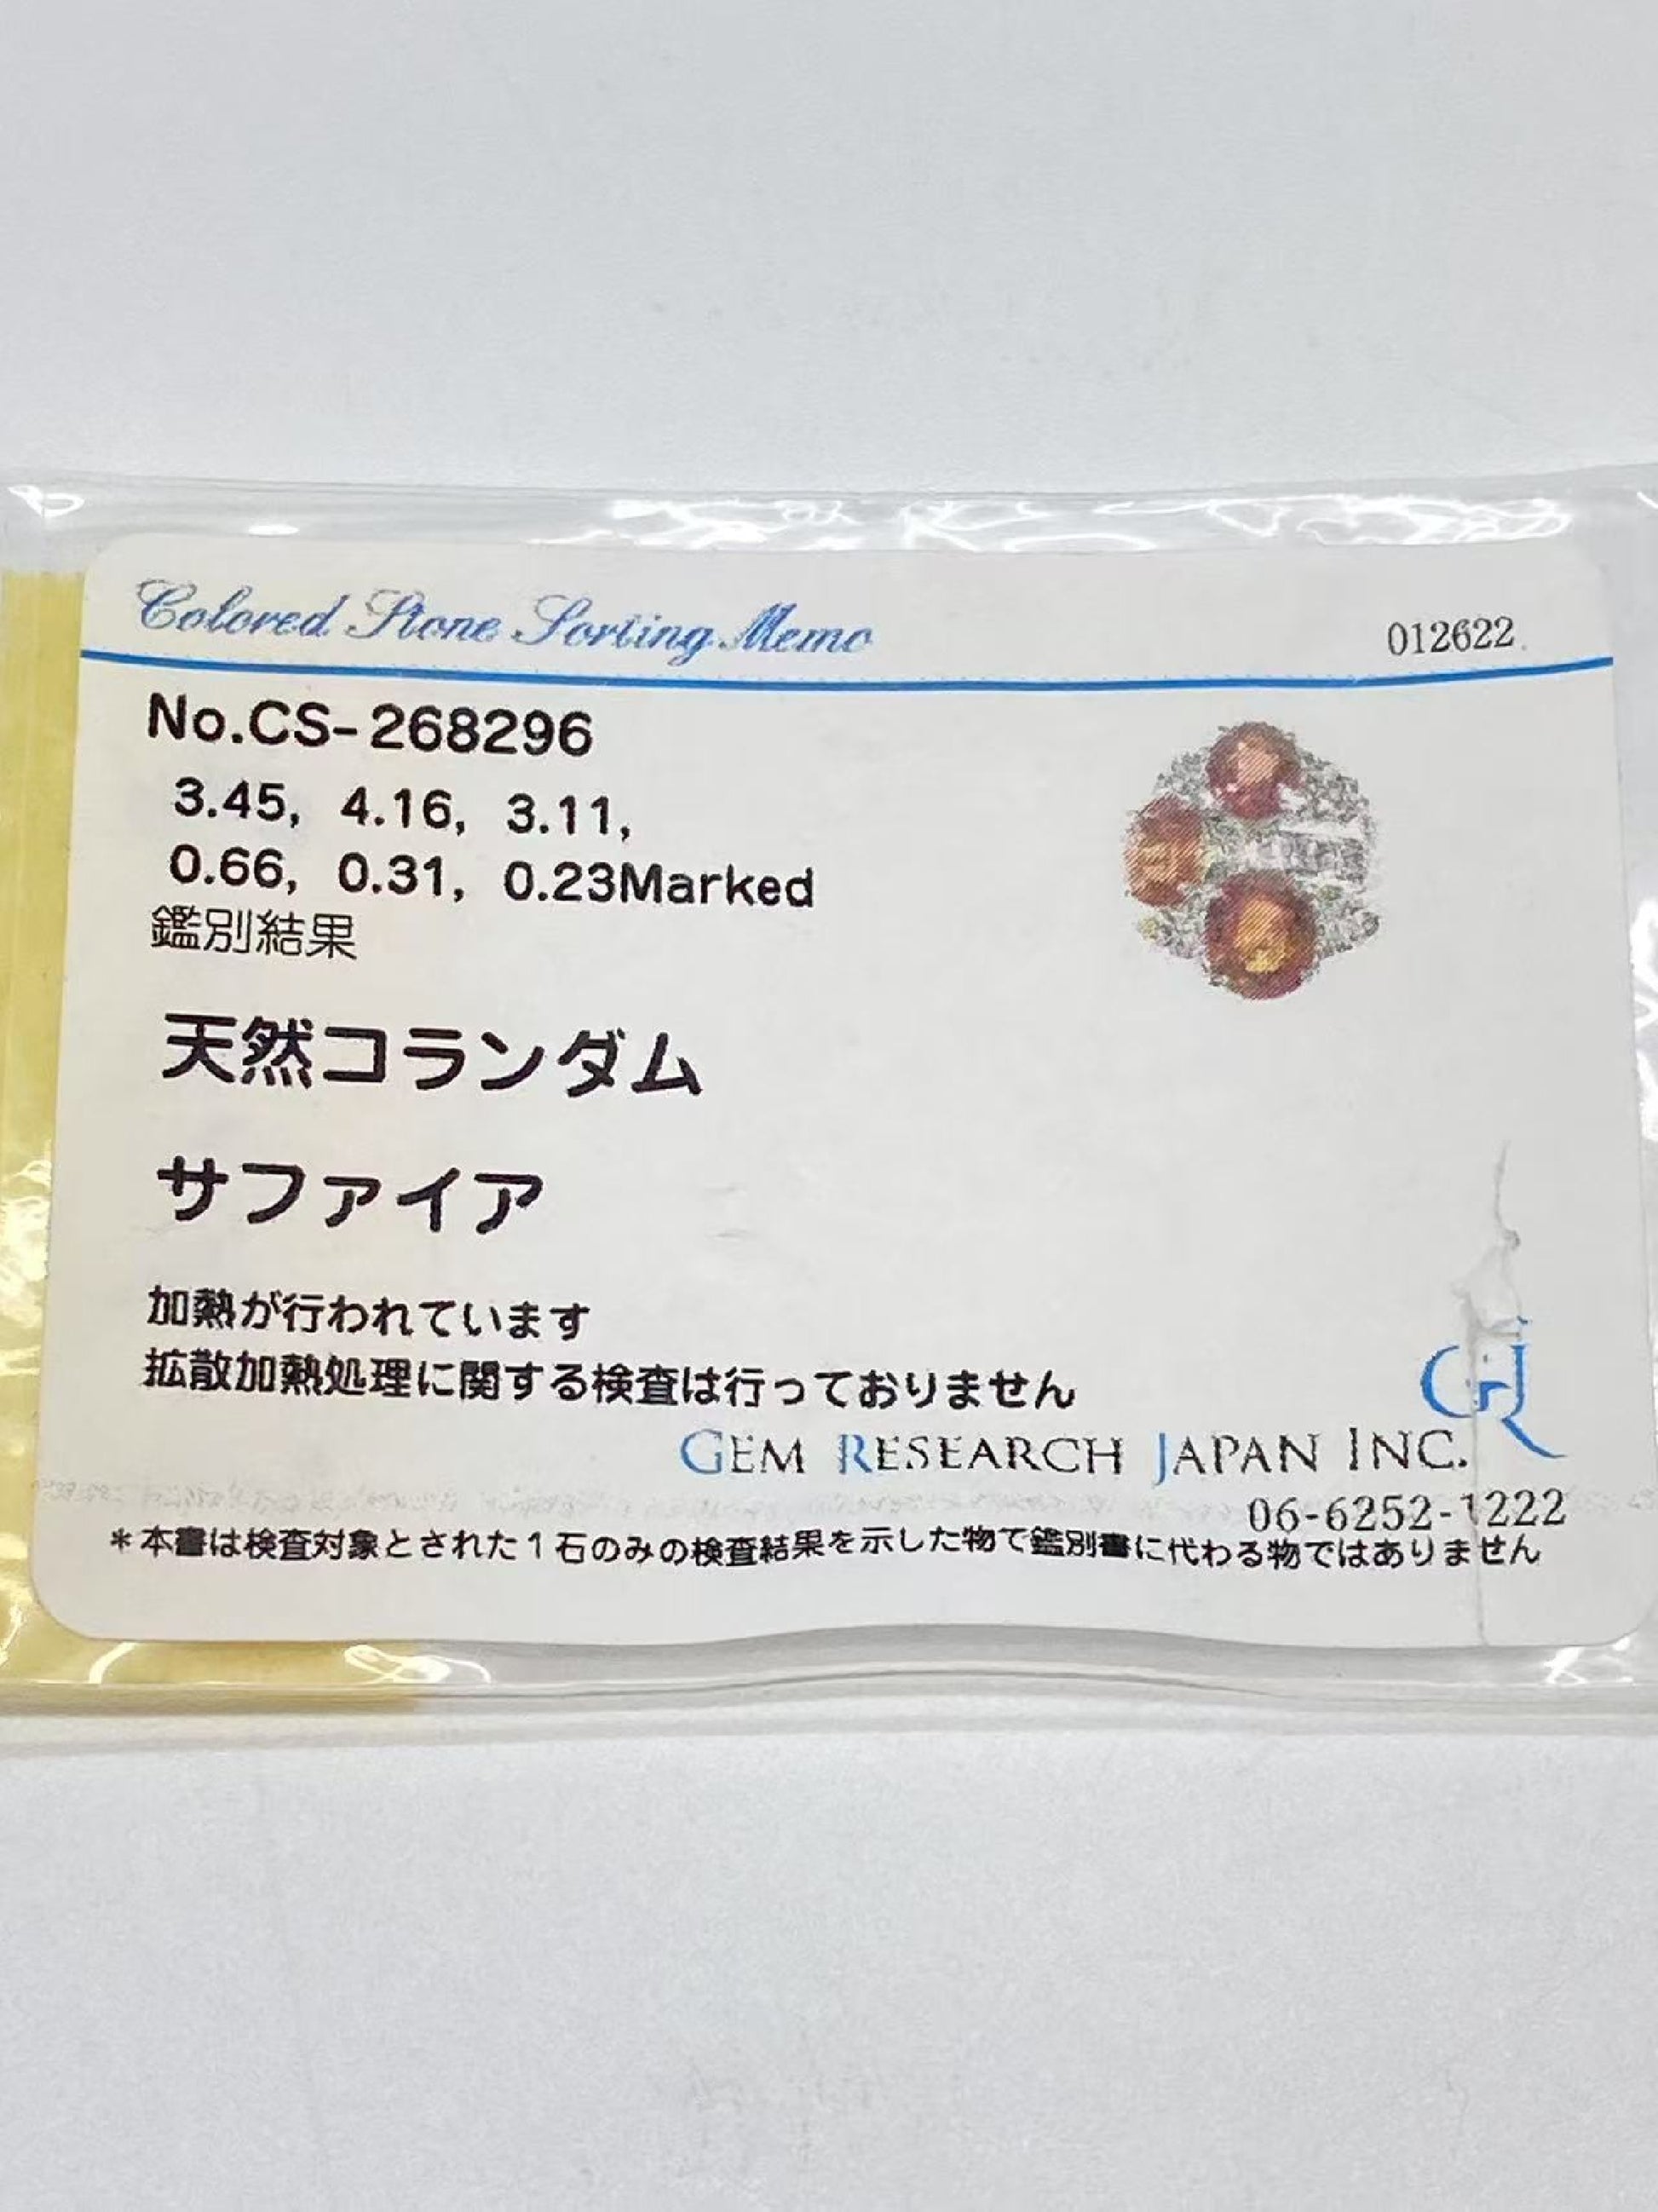 Colored Stone Sorting Memo
012622
No.CS-268296
3.45, 4.16, 3.11,
0.66, 0.31, 0.23Marked
鑑別結果
天然コランダム
サファイア
加熱が行われています
拡散加熱処理に関する検査は行っておりません
GEM RESEARCH JAPAN INC.
06-6252-1222
*本書は検査対象とされた1石のみの検査結果を示した物で鑑別書に代わる物ではありません